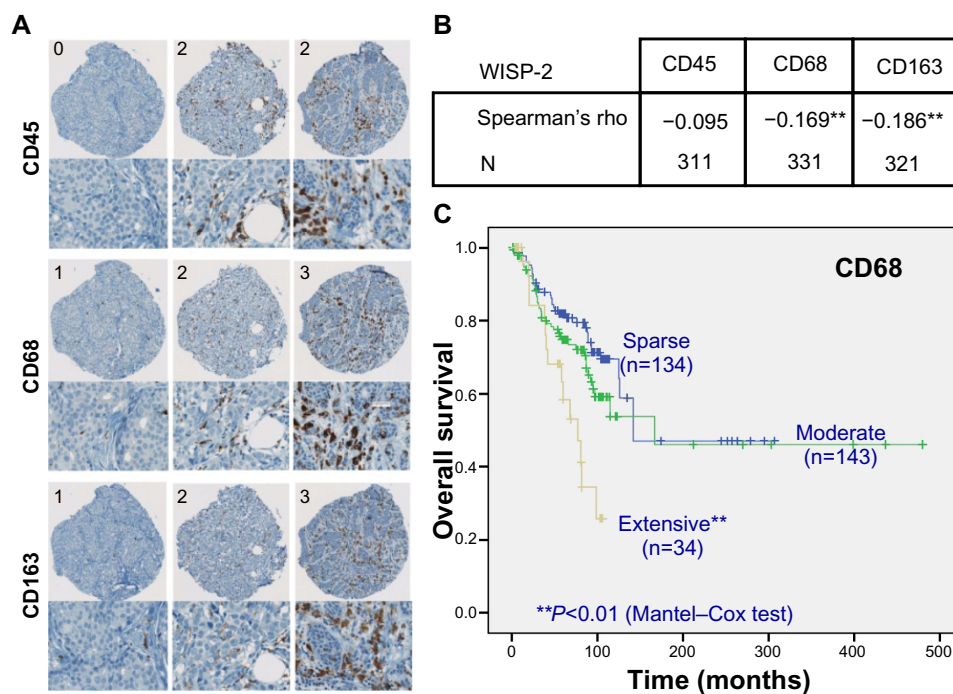 A
0 2 2
CD45
1 2 3
CD68
1 2 3
CD163
B
WISP-2 CD45 CD68 CD163
Spearman's rho −0.095 −0.169** −0.186**
N 311 331 321
C
CD68
Overall survival
1.0
0.8
0.6
0.4
0.2
0.0
Sparse
(n=134)
Moderate
(n=143)
Extensive**
(n=34)
**P<0.01 (Mantel–Cox test)
0 100 200 300 400 500
Time (months)